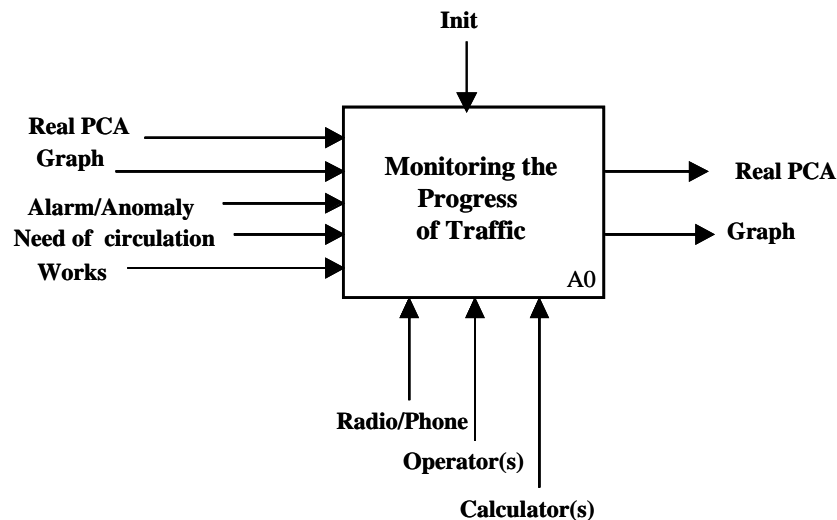 Init
Real PCA
Graph
Alarm/Anomaly
Need of circulation
Works
Monitoring the
Progress
of Traffic
A0
Real PCA
Graph
Radio/Phone
Operator(s)
Calculator(s)